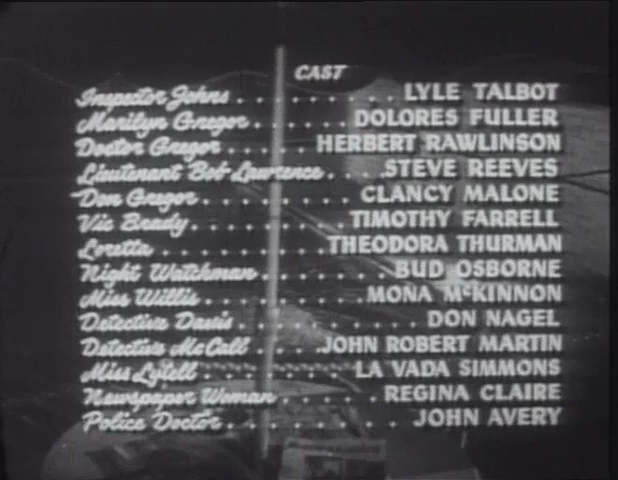 CAST
Inspector Johns . . . . . . . . . . LYLE TALBOT
Marilyn Gregor . . . . . . . DOLORES FULLER
Doctor Gregor . . . . . . HERBERT RAWLINSON
Lieutenant Bob Lawrence . . . . STEVE REEVES
Don Gregor . . . . . . . . . . CLANCY MALONE
Vic Brady . . . . . . . . . . TIMOTHY FARRELL
Loretta . . . . . . . . . . THEODORA THURMAN
Night Watchman . . . . . . . . BUD OSBORNE
Miss Willis . . . . . . . . . . MONA McKINNON
Detective Davis . . . . . . . . . . DON NAGEL
Detective McCall . . . . JOHN ROBERT MARTIN
Miss Lytell . . . . . . . . . LA VADA SIMMONS
Newspaper Woman . . . . . . REGINA CLAIRE
Police Doctor . . . . . . . . . . JOHN AVERY